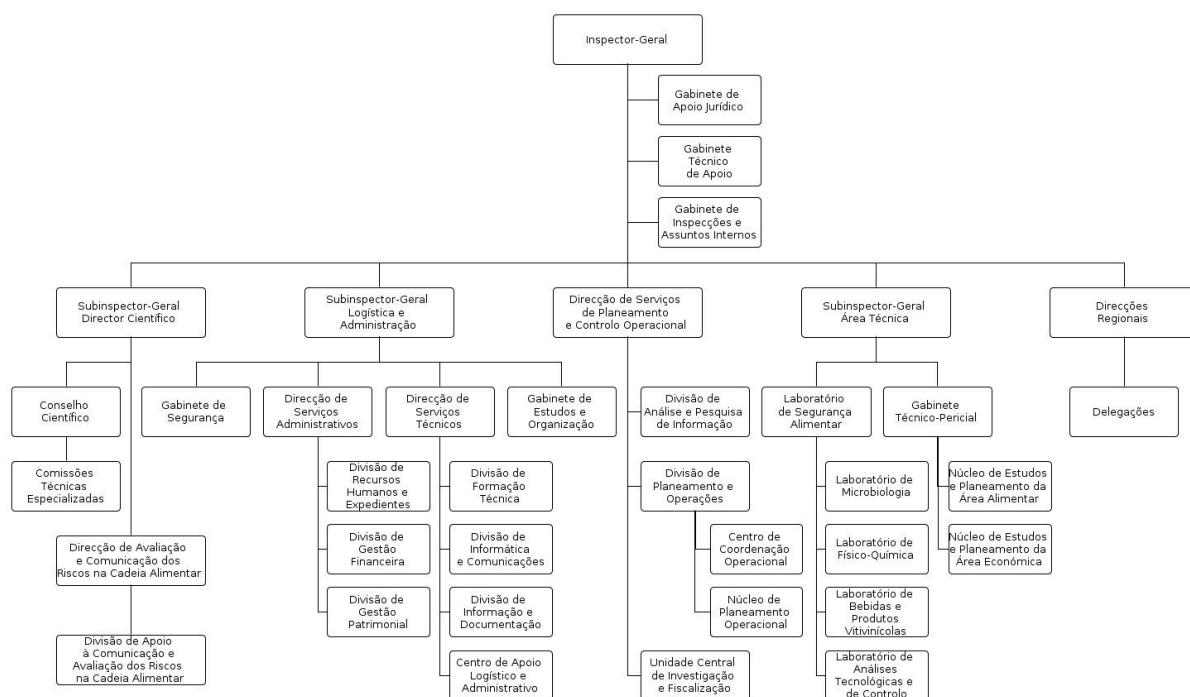 Inspector-Geral
Gabinete de
Apoio Jurídico
Gabinete
Técnico
de Apoio
Gabinete de
Inspecções e
Assuntos Internos
Subinspector-Geral
Director Científico
Subinspector-Geral
Logística e
Administração
Direcção de Serviços
de Planeamento
e Controlo Operacional
Subinspector-Geral
Área Técnica
Direcções
Regionais
Conselho
Científico
Gabinete de
Segurança
Direcção de
Serviços
Administrativos
Direcção de
Serviços
Técnicos
Gabinete de
Estudos e
Organização
Divisão de
Análise e Pesquisa
de Informação
Laboratório
de Segurança
Alimentar
Gabinete
Técnico-Pericial
Delegações
Comissões
Técnicas
Especializadas
Divisão de
Recursos
Humanos e
Expedientes
Divisão de
Formação
Técnica
Divisão de
Planeamento e
Operações
Laboratório de
Microbiologia
Núcleo de Estudos
e Planeamento da
Área Alimentar
Direcção de Avaliação
e Comunicação dos
Riscos na Cadeia Alimentar
Divisão de
Gestão
Financeira
Divisão de
Informática
e Comunicações
Centro de
Coordenação
Operacional
Laboratório de
Físico-Química
Núcleo de Estudos
e Planeamento da
Área Económica
Divisão de
Gestão
Patrimonial
Divisão de
Informação e
Documentação
Núcleo de
Planeamento
Operacional
Laboratório de
Bebidas e
Produtos
Vitivinícolas
Divisão de Apoio
à Comunicação e
Avaliação dos Riscos
na Cadeia Alimentar
Centro de Apoio
Logístico e
Administrativo
Unidade Central
de Investigação
e Fiscalização
Laboratório de
Análises
Tecnológicas e
de Controlo